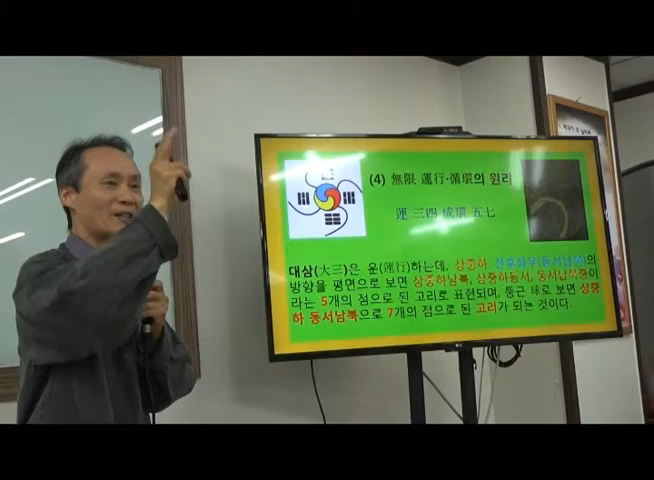 (4) 無限 運行·循環의 원리
運三四 成環 五七
대삼(大三)은 운(運行)하는데, 상중하 전후좌우(동서남북)의
방향을 평면으로 보면 상중하남북, 상중하동서, 동서남북중이
라는 5개의 점으로 된 고리로 표현되며, 둥근 球로 보면 상중
하 동서남북으로 7개의 점으로 된 고리가 되는 것이다.